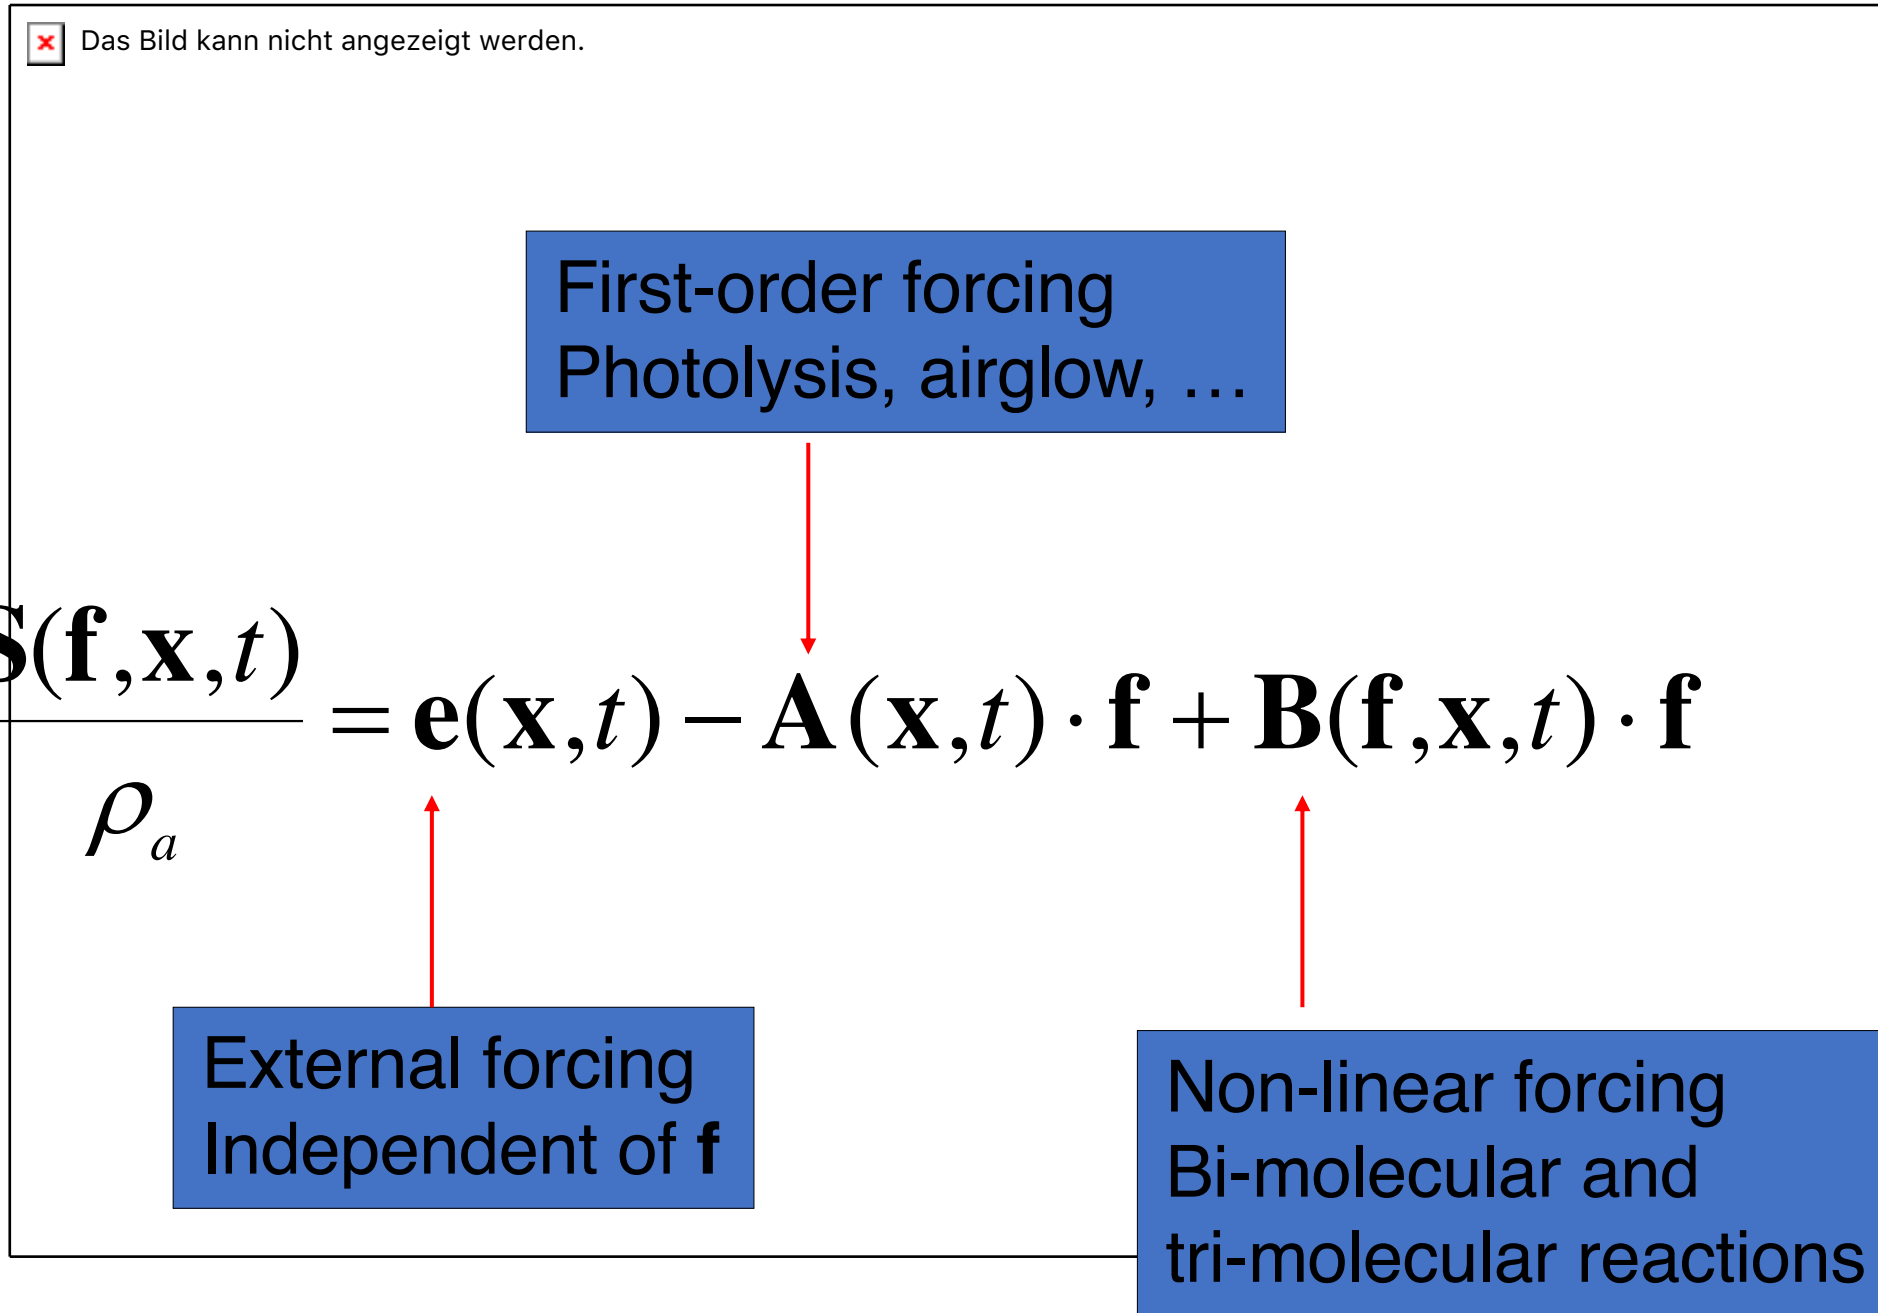 Das Bild kann nicht angezeigt werden.
First-order forcing
Photolysis, airglow, …
S(f,x,t)
ρₐ
= e(x,t) − A(x,t) · f + B(f,x,t) · f
External forcing
Independent of f
Non-linear forcing
Bi-molecular and
tri-molecular reactions